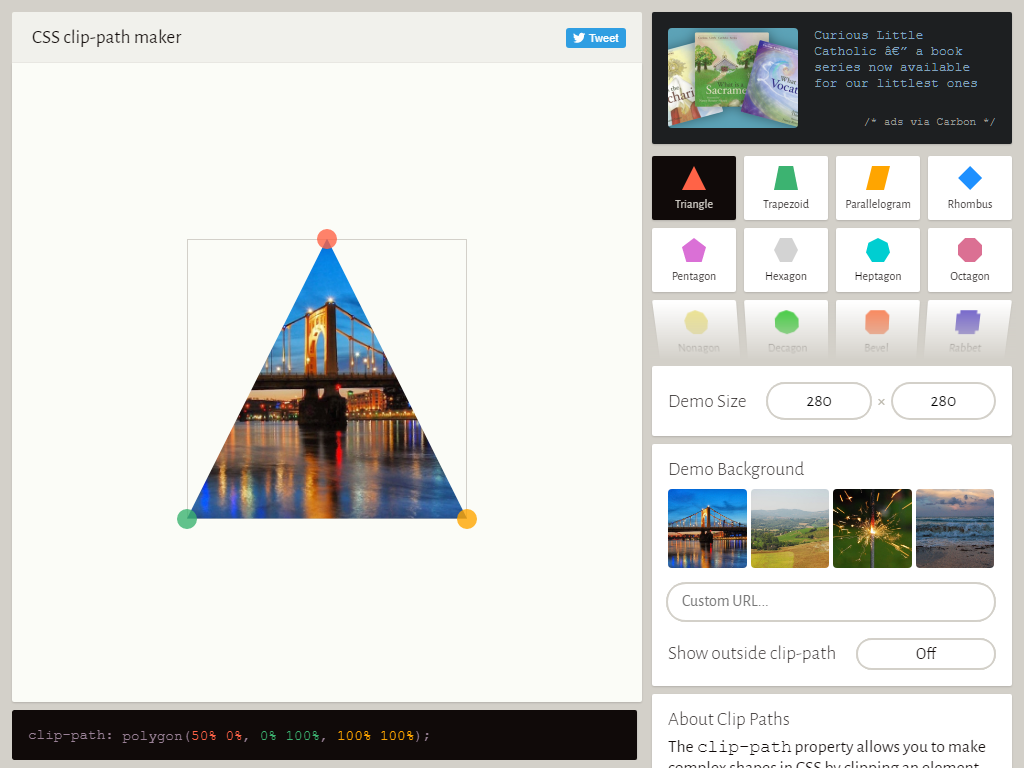 CSS clip-path maker
Tweet
Curious Little
Catholic â€” a book
series now available
for our littlest ones
/* ads via Carbon */
Triangle
Trapezoid
Parallelogram
Rhombus
Pentagon
Hexagon
Heptagon
Octagon
Nonagon
Decagon
Bevel
Rabbet
Demo Size
280 × 280
Demo Background
Custom URL...
Show outside clip-path
Off
About Clip Paths
The clip-path property allows you to make
complex shapes in CSS by clipping an element
clip-path: polygon(50% 0%, 0% 100%, 100% 100%);